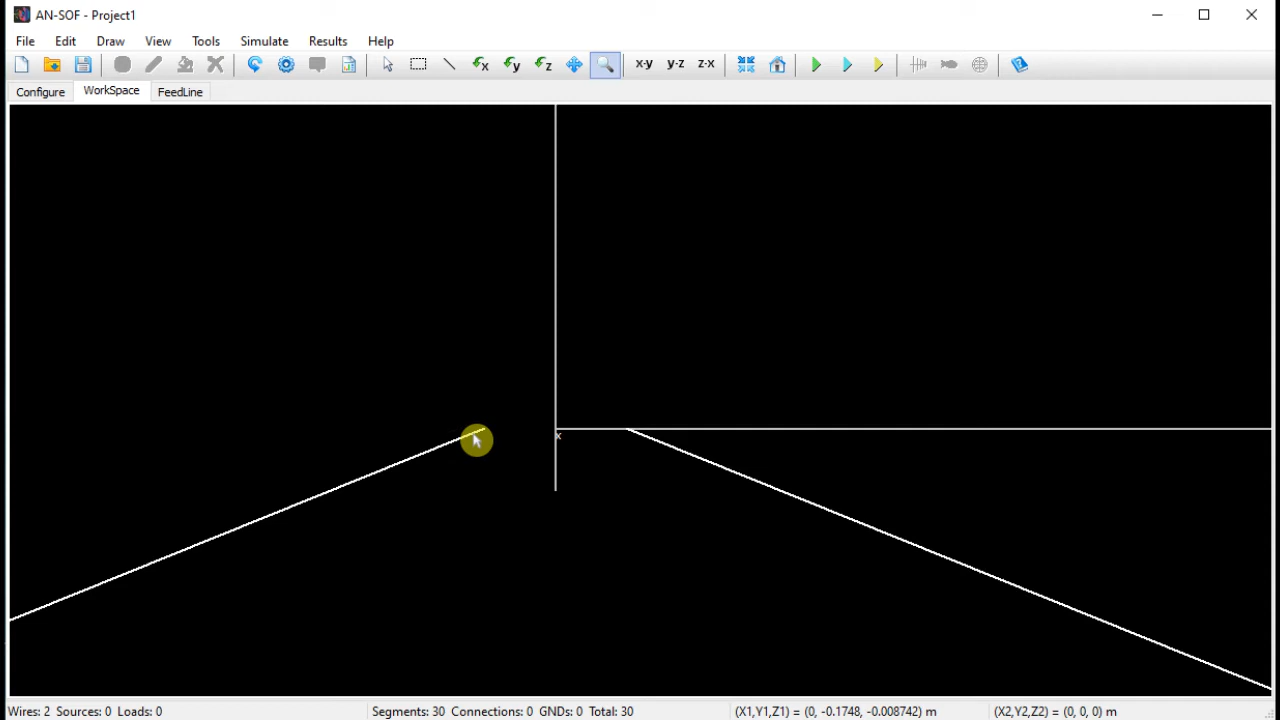 AN-SOF - Project1
File Edit Draw View Tools Simulate Results Help
x y z x-y y-z z-x
Configure WorkSpace FeedLine
x
Wires: 2 Sources: 0 Loads: 0 Segments: 30 Connections: 0 GNDs: 0 Total: 30 (X1,Y1,Z1) = (0, -0.1748, -0.008742) m (X2,Y2,Z2) = (0, 0, 0) m